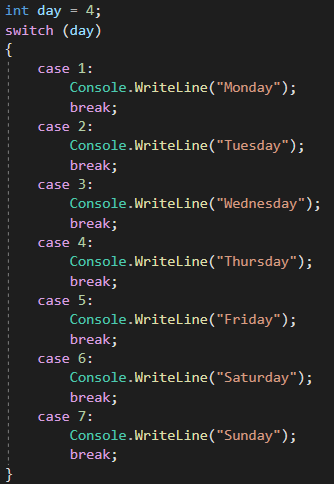 int day = 4;
switch (day)
{
    case 1:
        Console.WriteLine("Monday");
        break;
    case 2:
        Console.WriteLine("Tuesday");
        break;
    case 3:
        Console.WriteLine("Wednesday");
        break;
    case 4:
        Console.WriteLine("Thursday");
        break;
    case 5:
        Console.WriteLine("Friday");
        break;
    case 6:
        Console.WriteLine("Saturday");
        break;
    case 7:
        Console.WriteLine("Sunday");
        break;
}